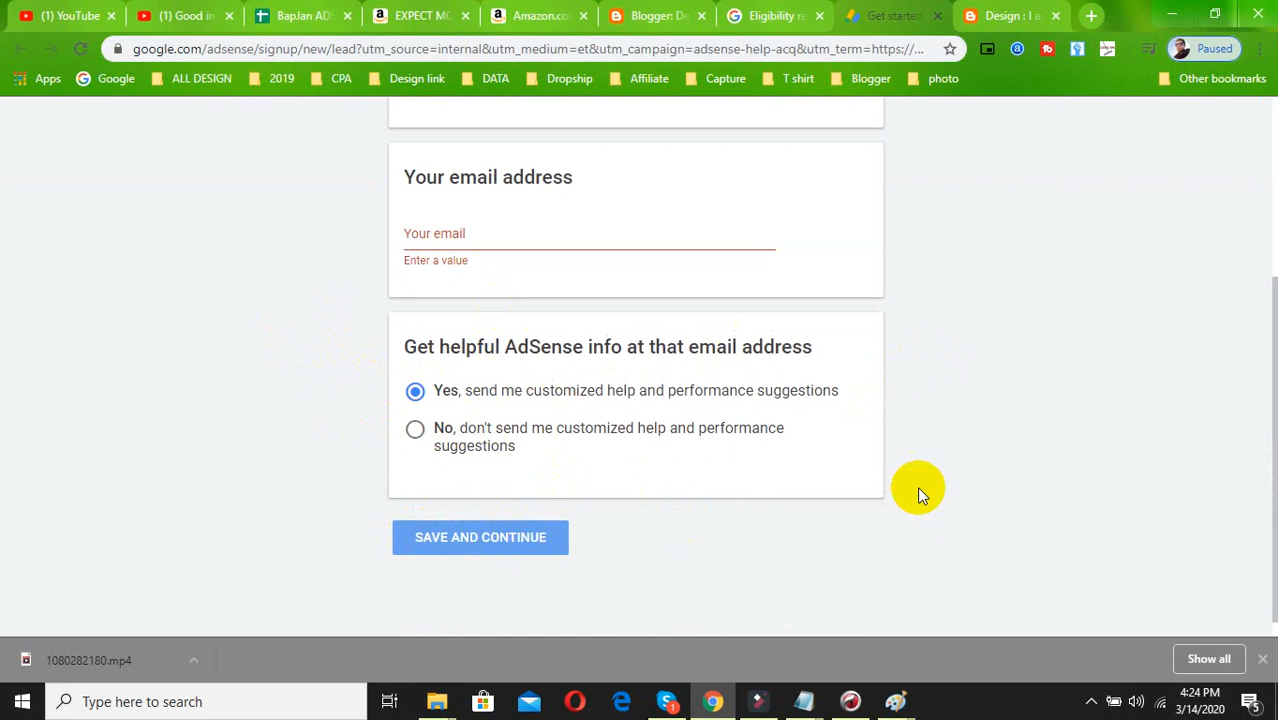 (1) YouTube
(1) Good in
BapJan AD
EXPECT MO
Amazon.co
Blogger: De
Eligibility re
Get started
Design : I a
google.com/adsense/signup/new/lead?utm_source=internal&utm_medium=et&utm_campaign=adsense-help-acq&utm_term=https://...
Paused
Apps
Google
ALL DESIGN
2019
CPA
Design link
DATA
Dropship
Affiliate
Capture
T shirt
Blogger
photo
Other bookmarks
Your email address
Your email
Enter a value
Get helpful AdSense info at that email address
Yes, send me customized help and performance suggestions
No, don't send me customized help and performance
suggestions
SAVE AND CONTINUE
1080282180.mp4
Show all
Type here to search
1
4:24 PM
3/14/2020
5